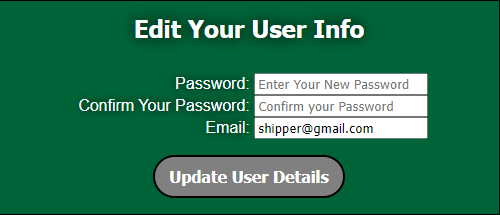 Edit Your User Info
Password: Enter Your New Password
Confirm Your Password: Confirm your Password
Email: shipper@gmail.com
Update User Details